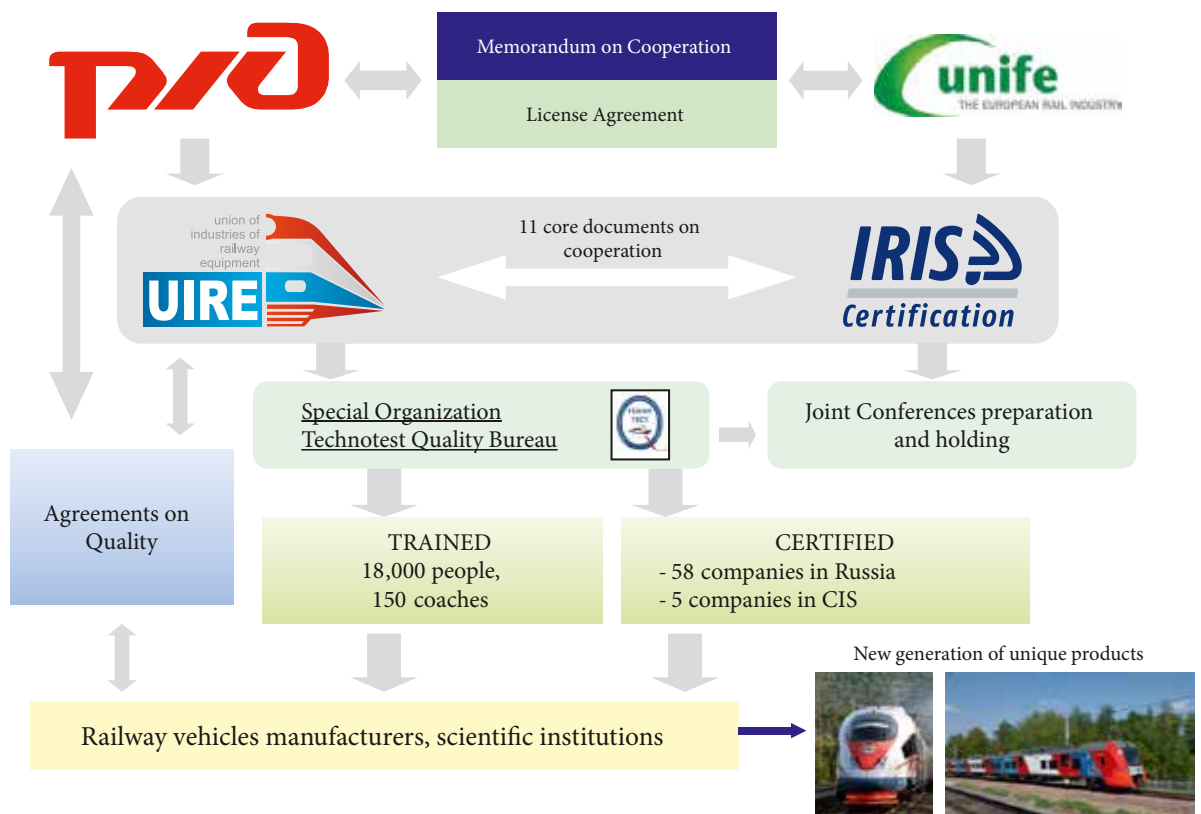 pжд
Memorandum on Cooperation
License Agreement
unife
THE EUROPEAN RAIL INDUSTRY
union of
industries of
railway
equipment
UIRE
11 core documents on
cooperation
IRIS
Certification
Special Organization
Technotest Quality Bureau
Joint Conferences preparation
and holding
Agreements on
Quality
TRAINED
18,000 people,
150 coaches
CERTIFIED
- 58 companies in Russia
- 5 companies in CIS
New generation of unique products
Railway vehicles manufacturers, scientific institutions